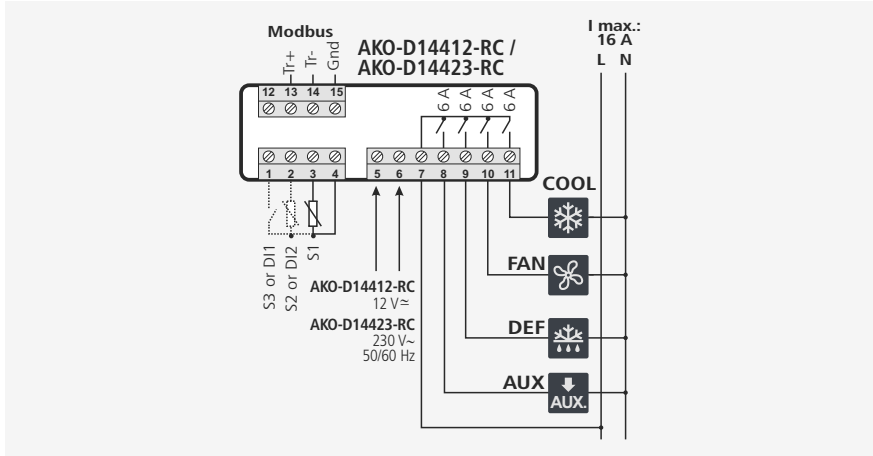 Modbus
AKO-D14412-RC /
AKO-D14423-RC
I max.:
16 A
L N
Tr+
Tr-
Gnd
12 13 14 15
6 A
6 A
6 A
6 A
1 2 3 4
5 6 7 8 9 10 11
COOL
S3 or DI1
S2 or DI2
S1
FAN
AKO-D14412-RC
12 V≂
AKO-D14423-RC
230 V~
50/60 Hz
DEF
AUX
AUX.